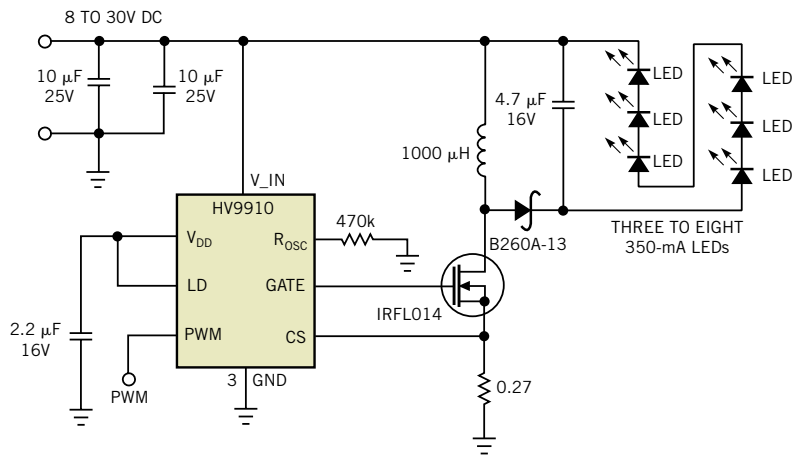 8 TO 30V DC
10 µF
25V
10 µF
25V
4.7 µF
16V
1000 µH
LED
LED
LED
LED
LED
LED
V_IN
HV9910
V_DD
LD
PWM
R_OSC
GATE
CS
470k
B260A-13
THREE TO EIGHT
350-mA LEDs
IRFL014
2.2 µF
16V
PWM
3 GND
0.27